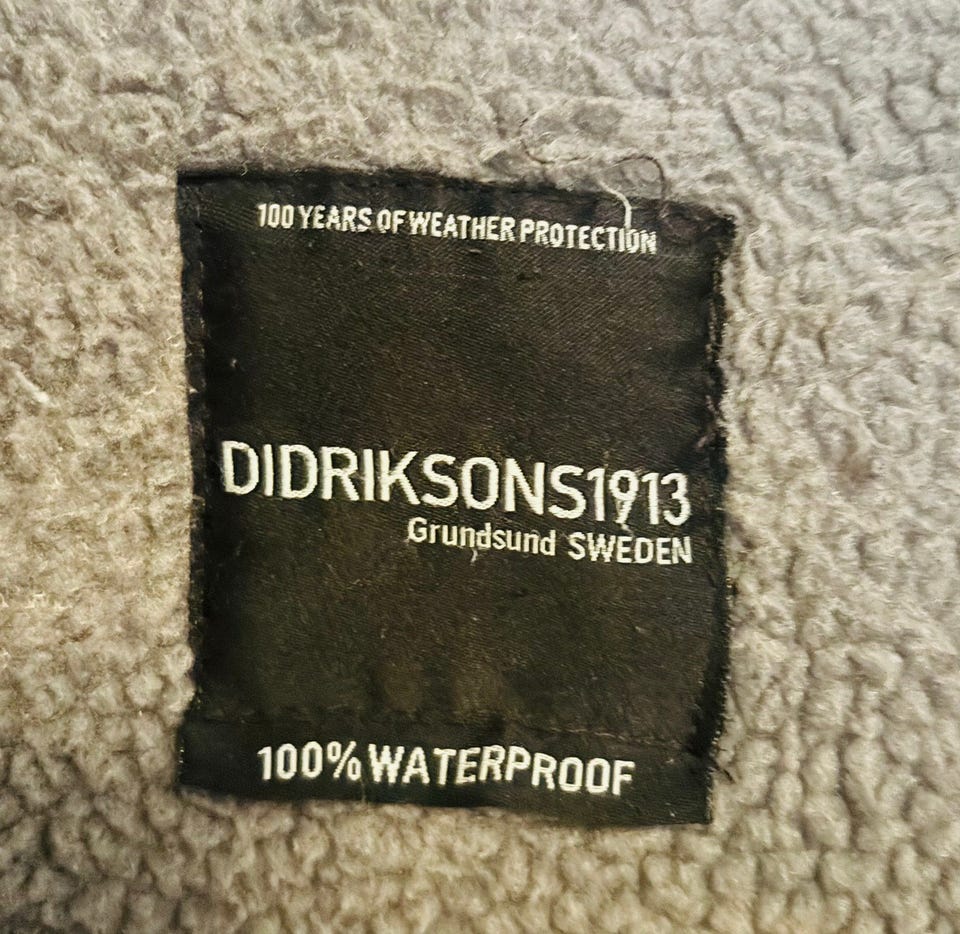 100 YEARS OF WEATHER PROTECTION
DIDRIKSONS1913
Grundsund SWEDEN
100% WATERPROOF